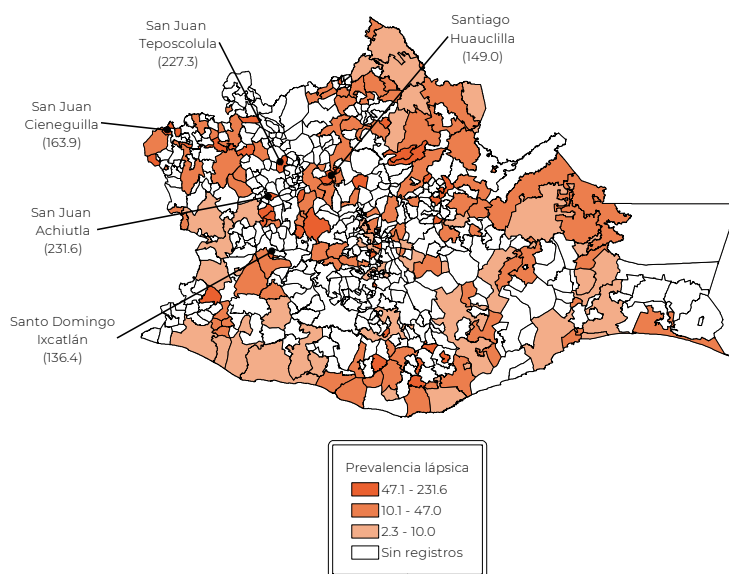 San Juan
Teposcolula
(227.3)
Santiago
Huauclilla
(149.0)
San Juan
Cieneguilla
(163.9)
San Juan
Achiutla
(231.6)
Santo Domingo
Ixcatlán
(136.4)
Prevalencia lápsica
47.1 - 231.6
10.1 - 47.0
2.3 - 10.0
Sin registros